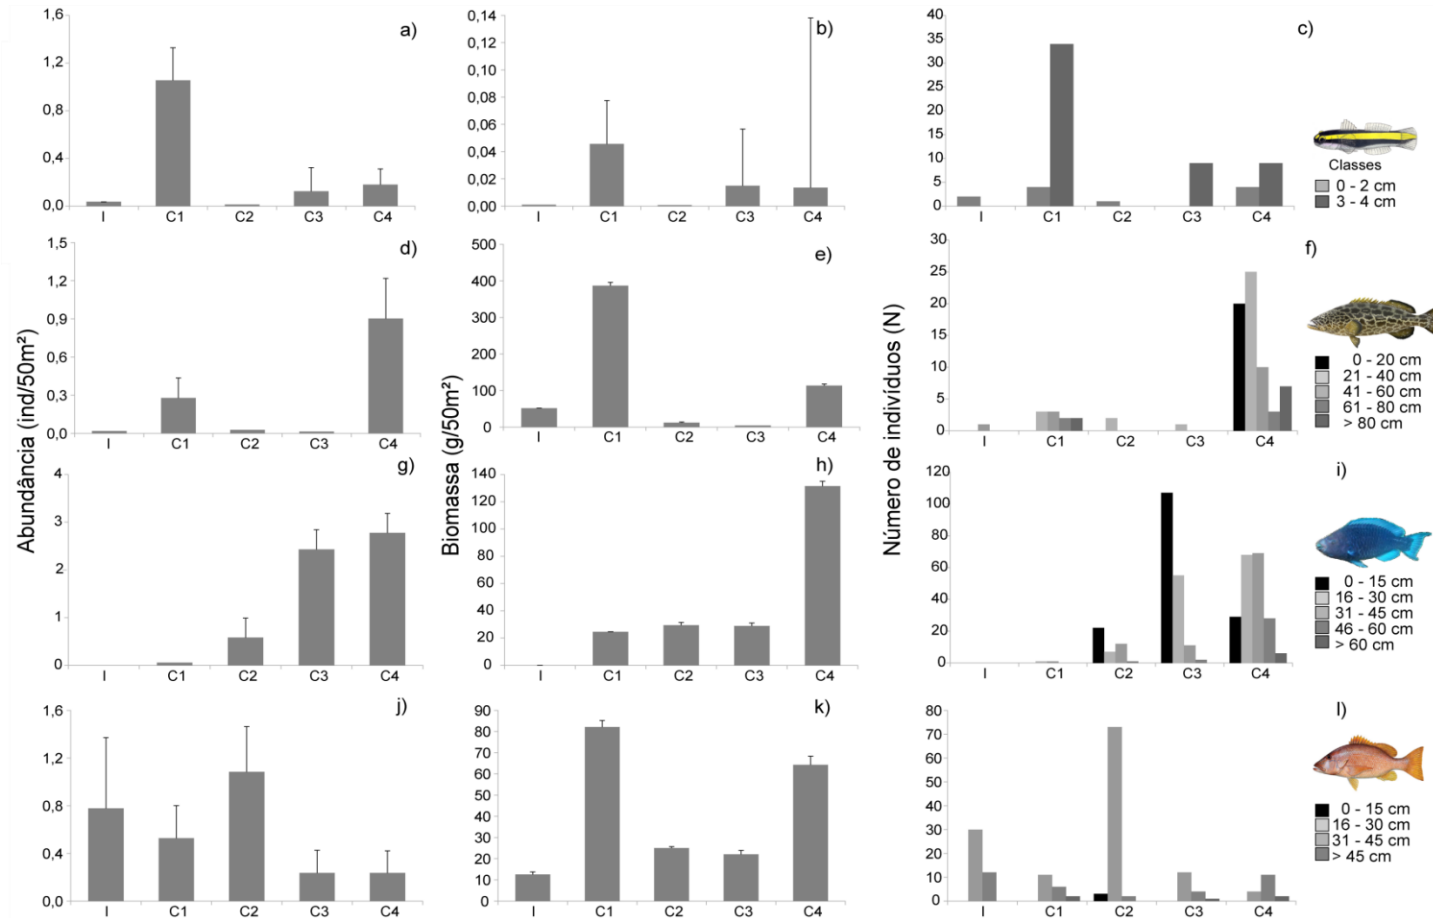 a)
1,6
1,2
0,8
0,4
0,0
I C1 C2 C3 C4
b)
0,14
0,12
0,10
0,08
0,06
0,04
0,02
0,00
I C1 C2 C3 C4
c)
40
35
30
25
20
15
10
5
0
I C1 C2 C3 C4
Classes
0 - 2 cm
3 - 4 cm
Abundância (ind/50m²)
d)
1,5
1,2
0,9
0,6
0,3
0,0
I C1 C2 C3 C4
Biomassa (g/50m²)
e)
500
400
300
200
100
0
I C1 C2 C3 C4
Número de indivíduos (N)
f)
30
25
20
15
10
5
0
I C1 C2 C3 C4
0 - 20 cm
21 - 40 cm
41 - 60 cm
61 - 80 cm
> 80 cm
g)
4
3
2
1
0
I C1 C2 C3 C4
h)
140
120
100
80
60
40
20
0
I C1 C2 C3 C4
i)
120
100
80
60
40
20
0
I C1 C2 C3 C4
0 - 15 cm
16 - 30 cm
31 - 45 cm
46 - 60 cm
> 60 cm
j)
1,6
1,2
0,8
0,4
0,0
I C1 C2 C3 C4
k)
90
80
70
60
50
40
30
20
10
0
I C1 C2 C3 C4
l)
80
70
60
50
40
30
20
10
0
I C1 C2 C3 C4
0 - 15 cm
16 - 30 cm
31 - 45 cm
> 45 cm